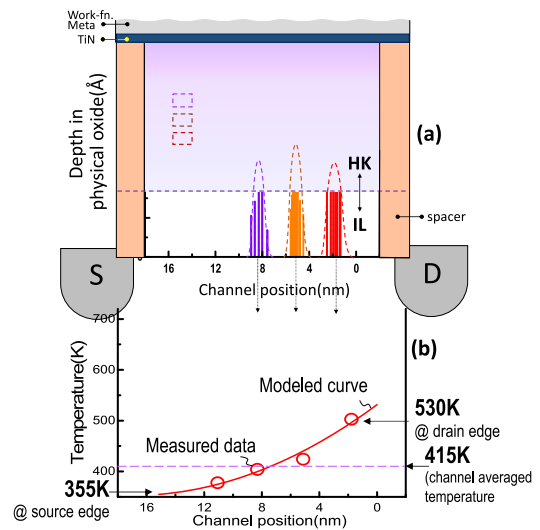 Work-fn.
Meta
TiN
Depth in
physical oxide(Å)
(a)
HK
IL
spacer
S
D
16 12 8 4 0
Channel position(nm)
(b)
Temperature(K)
700
600
500
400
Modeled curve
Measured data
530K
@ drain edge
415K
(channel averaged
temperature
355K
@ source edge
16 12 8 4 0
Channel position(nm)